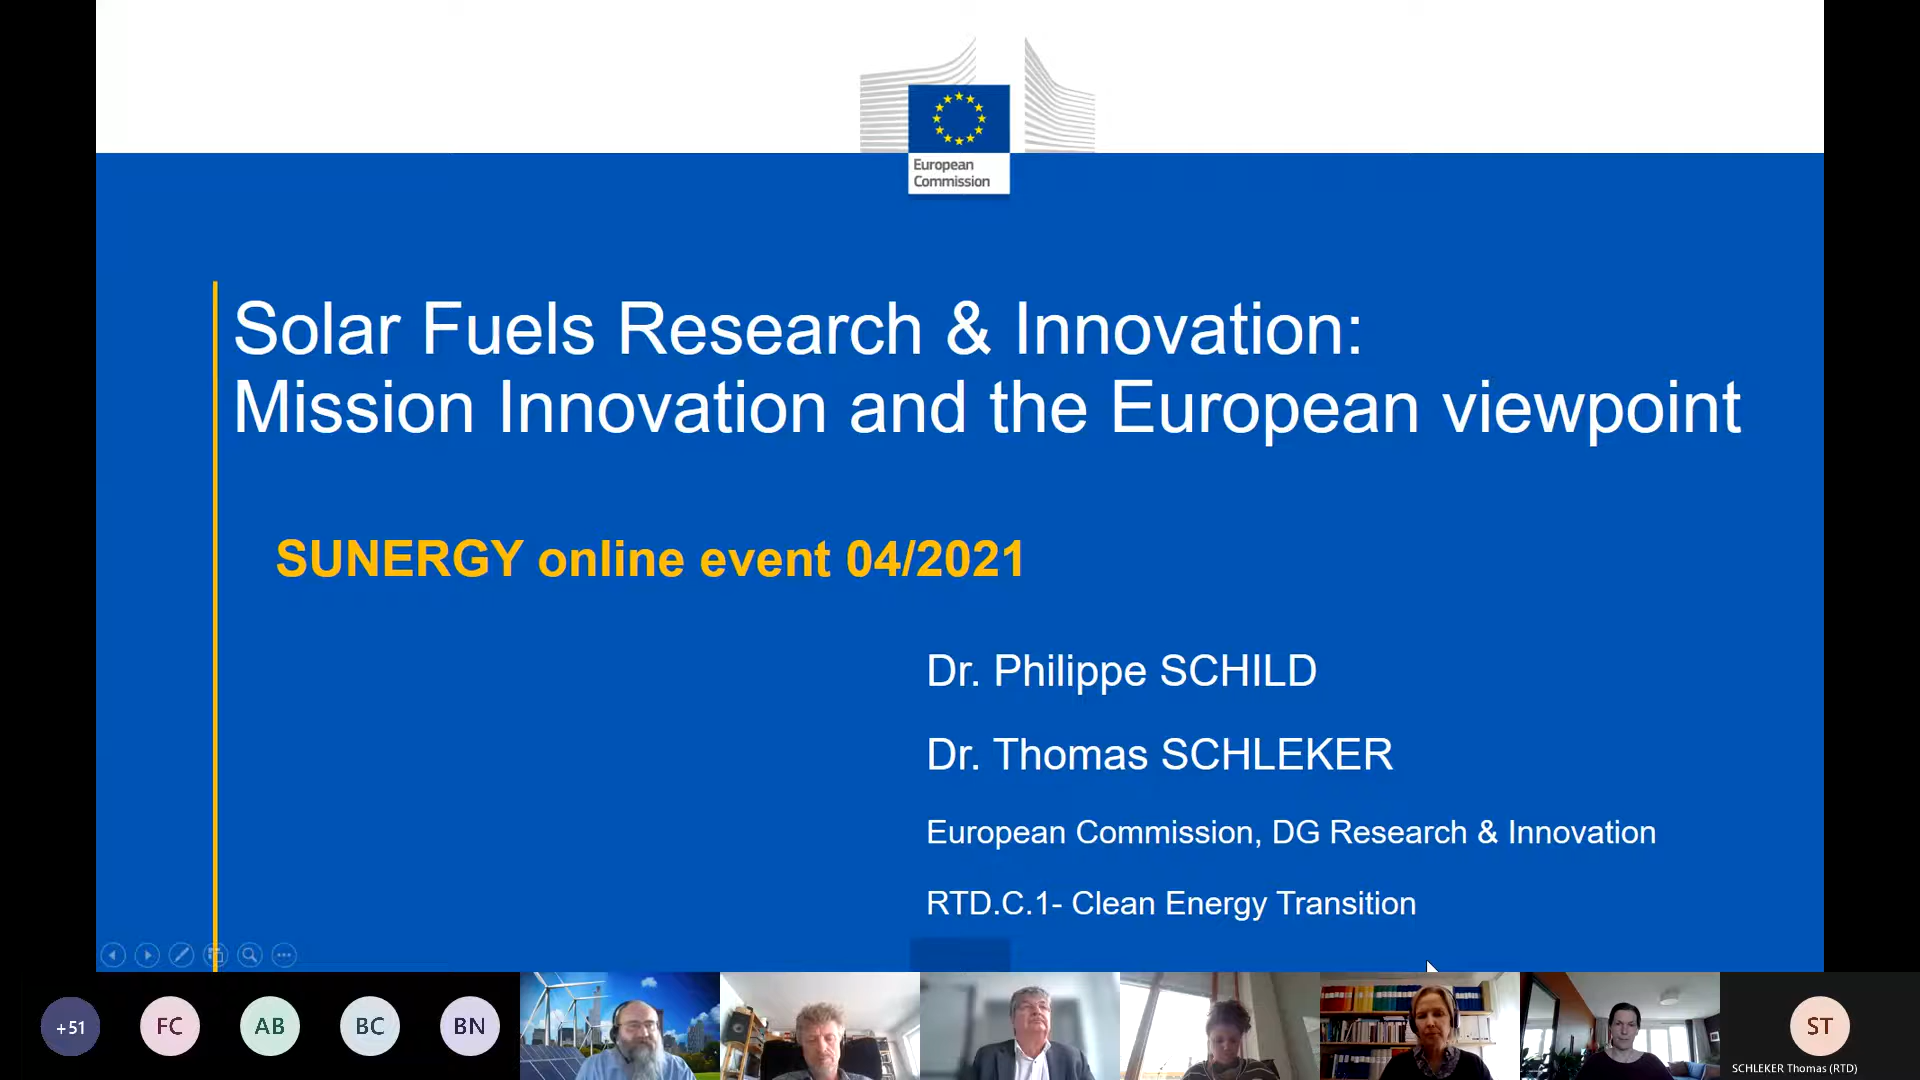 European
Commission
Solar Fuels Research & Innovation:
Mission Innovation and the European viewpoint
SUNERGY online event 04/2021
Dr. Philippe SCHILD
Dr. Thomas SCHLEKER
European Commission, DG Research & Innovation
RTD.C.1- Clean Energy Transition
+51
FC
AB
BC
BN
ST
SCHLEKER Thomas (RTD)